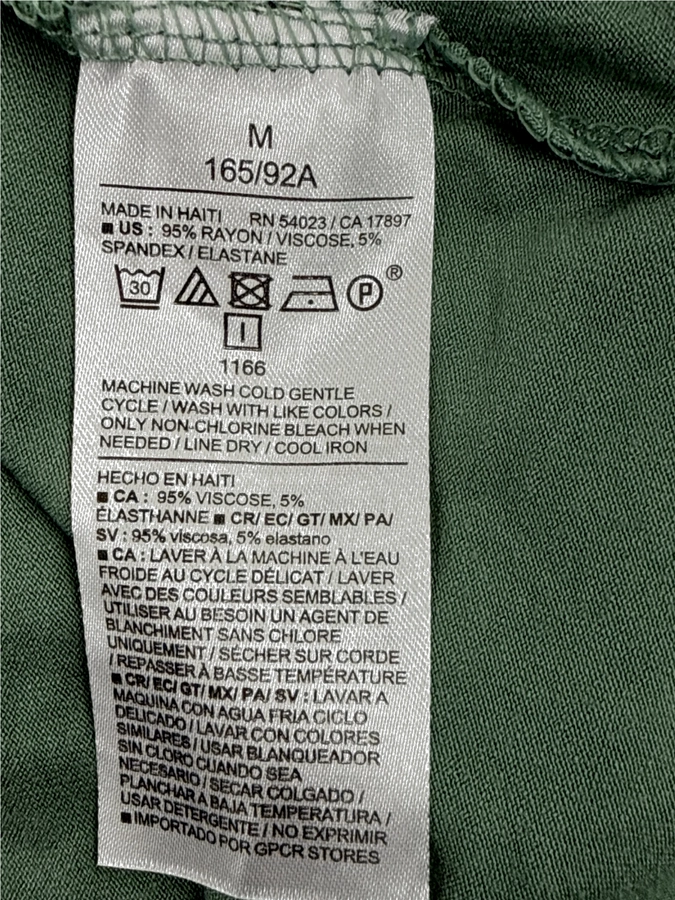 M
165/92A
MADE IN HAITI RN 54023 / CA 17897
■ US : 95% RAYON / VISCOSE, 5%
SPANDEX / ELASTANE
30 P ®
1166
MACHINE WASH COLD GENTLE
CYCLE / WASH WITH LIKE COLORS /
ONLY NON-CHLORINE BLEACH WHEN
NEEDED / LINE DRY / COOL IRON
HECHO EN HAITI
■ CA : 95% VISCOSE, 5%
ÉLASTHANNE ■ CR/ EC/ GT/ MX/ PA/
SV : 95% viscosa, 5% elastano
■ CA : LAVER À LA MACHINE À L'EAU
FROIDE AU CYCLE DÉLICAT / LAVER
AVEC DES COULEURS SEMBLABLES /
UTILISER AU BESOIN UN AGENT DE
BLANCHIMENT SANS CHLORE
UNIQUEMENT / SÉCHER SUR CORDE
/ REPASSER À BASSE TEMPÉRATURE
■ CR/ EC/ GT/ MX/ PA/ SV : LAVAR A
MAQUINA CON AGUA FRIA CICLO
DELICADO / LAVAR CON COLORES
SIMILARES / USAR BLANQUEADOR
SIN CLORO CUANDO SEA
NECESARIO / SECAR COLGADO /
PLANCHAR A BAJA TEMPERATURA /
USAR DETERGENTE / NO EXPRIMIR
■ IMPORTADO POR GPCR STORES